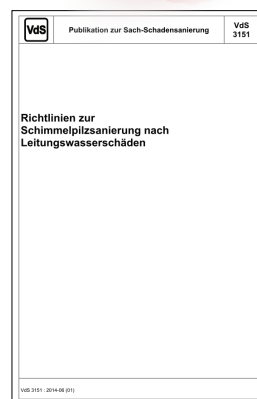 VdS
Publikation zur Sach-Schadensanierung
VdS
3151
Richtlinien zur
Schimmelpilzsanierung nach
Leitungswasserschäden
VdS 3151 : 2014-06 (01)